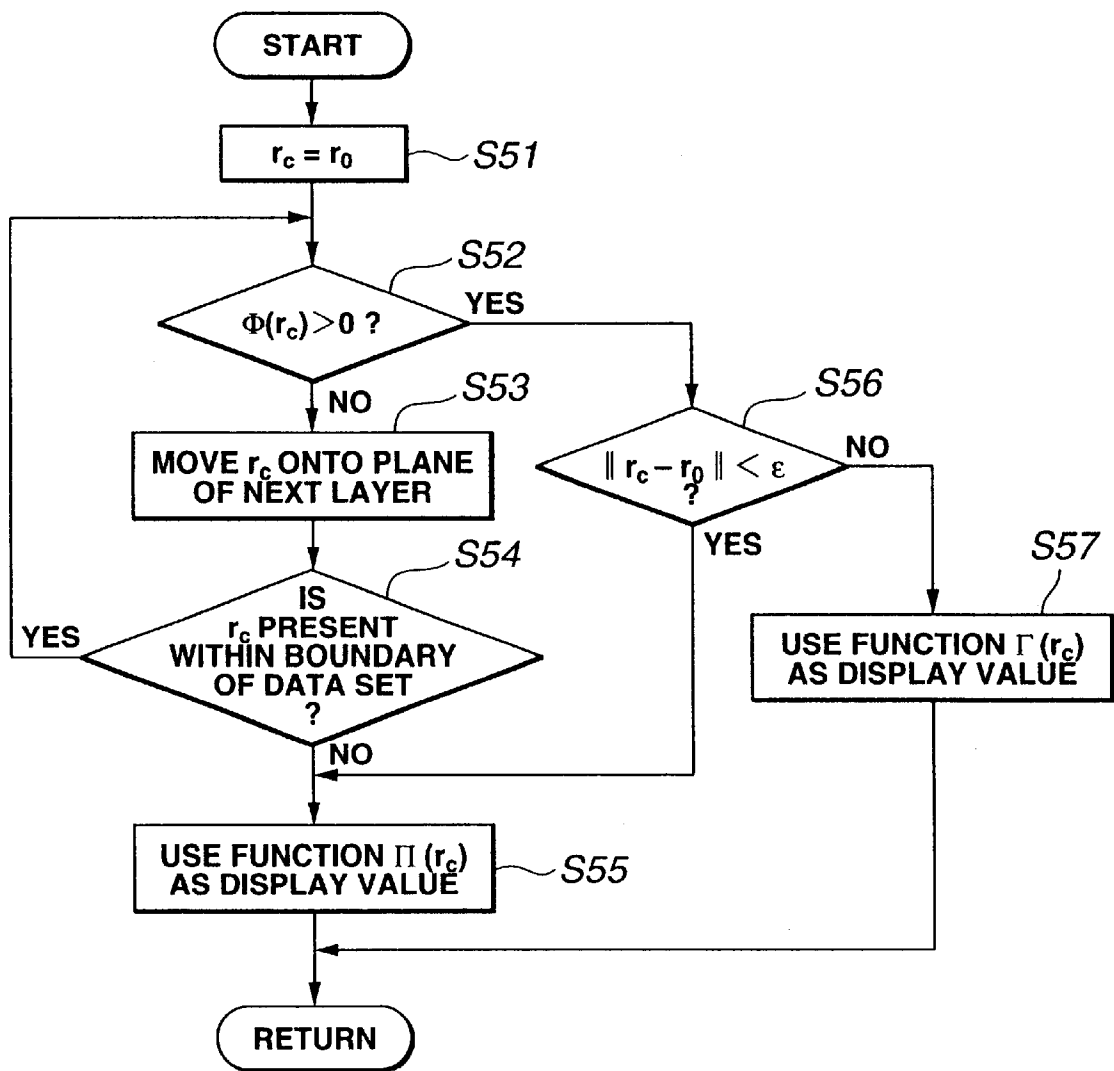 START
r_c = r_0
S51
S52
Φ(r_c) > 0 ?
YES
NO
S53
MOVE r_c ONTO PLANE
OF NEXT LAYER
S56
‖ r_c – r_0 ‖ < ε
?
NO
YES
S54
IS
r_c PRESENT
WITHIN BOUNDARY
OF DATA SET
?
YES
NO
S57
USE FUNCTION Γ (r_c)
AS DISPLAY VALUE
USE FUNCTION Π (r_c)
AS DISPLAY VALUE
S55
RETURN